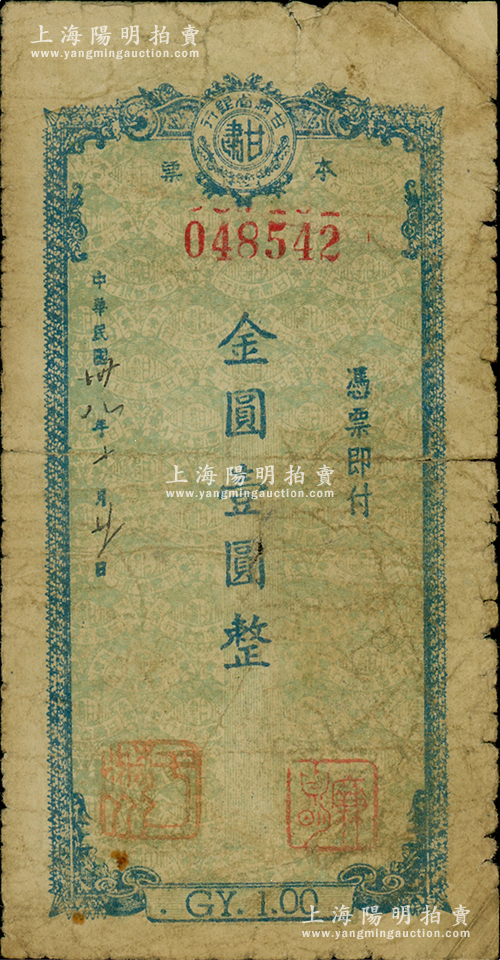 上海陽明拍賣
www.yangmingauction.com
甘肅省銀行
甘肅
本票
048542
憑票即付
金圓壹圓整
中華民國卅八年十月
日
上海陽明拍賣
www.yangmingauction.com
GY. 1.00
上海陽明拍賣
www.yangmingauction.com